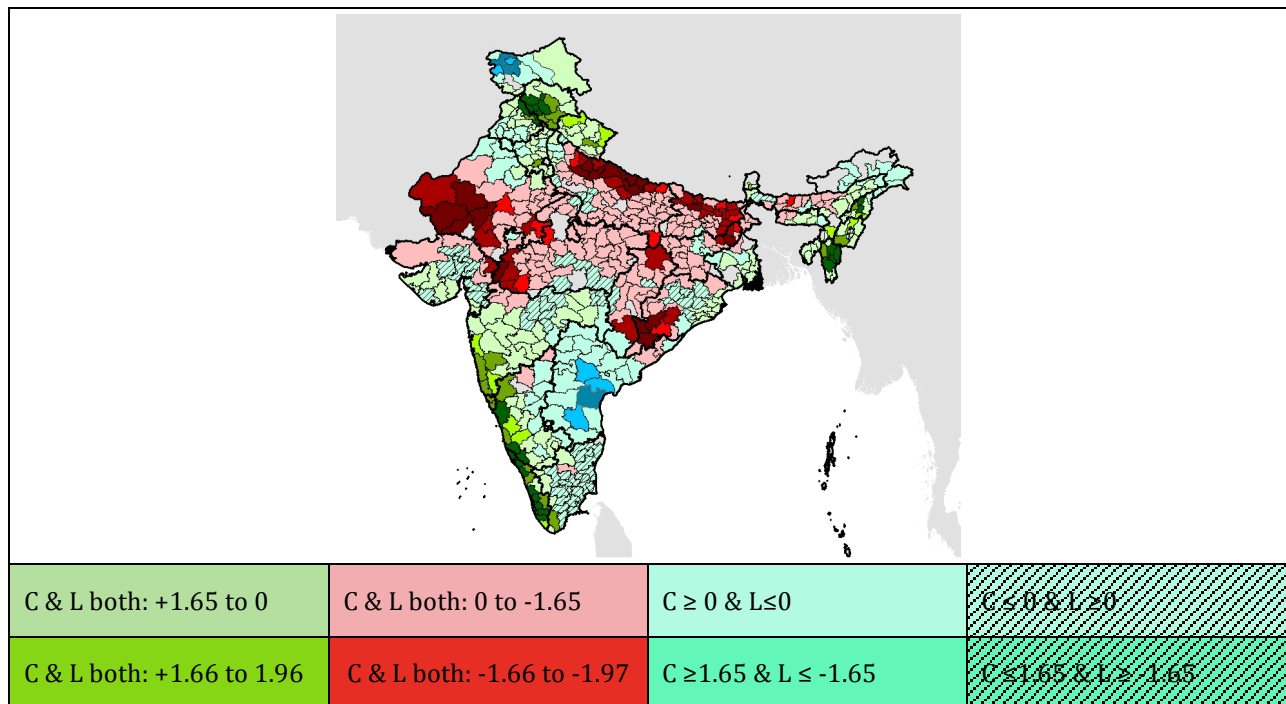 C & L both: +1.65 to 0
C & L both: 0 to -1.65
C ≥ 0 & L≤0
C ≤ 0 & L ≥0
C & L both: +1.66 to 1.96
C & L both: -1.66 to -1.97
C ≥1.65 & L ≤ -1.65
C ≤1.65 & L ≥ -1.65